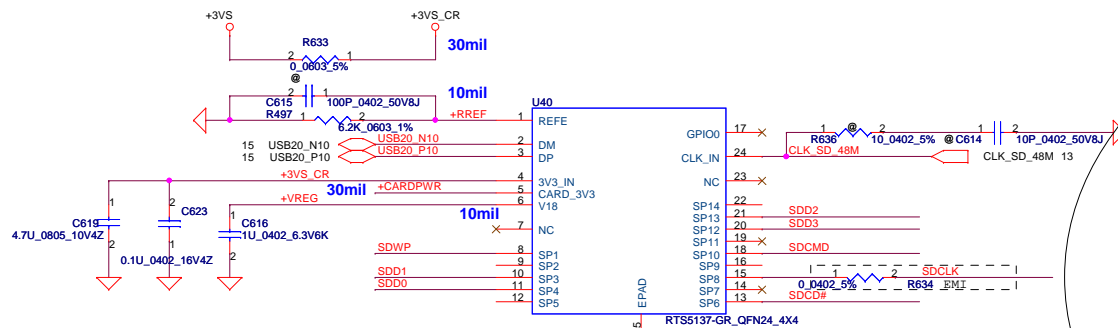 +3VS
+3VS_CR
R633
30mil
2
1
0_0603_5%
@
2
1
C615
100P_0402_50V8J
10mil
R497
1
2
+RREF
6.2K_0603_1%
U40
1
REFE
15
USB20_N10
USB20_N10
2
DM
15
USB20_P10
USB20_P10
3
DP
+3VS_CR
4
3V3_IN
30mil
+CARDPWR
5
CARD_3V3
+VREG
6
V18
10mil
7
NC
1
C619
4.7U_0805_10V4Z
2
2
C623
1
0.1U_0402_16V4Z
1
C616
.1U_0402_6.3V6K
2
SDWP
8
SP1
9
SP2
SDD1
10
SP3
SDD0
11
SP4
12
SP5
EPAD
5
RTS5137-GR_QFN24_4X4
GPIO0
17
CLK_IN
24
NC
23
SP14
22
SP13
21
SDD2
SP12
20
SDD3
SP11
19
SP10
18
SDCMD
SP9
16
SP8
15
SP7
14
SP6
13
SDCD#
1
@
2
R636
10_0402_5%
@
C614
1
2
10P_0402_50V8J
CLK_SD_48M
CLK_SD_48M 13
1
2
SDCLK
0_0402_5%
R634
EMI